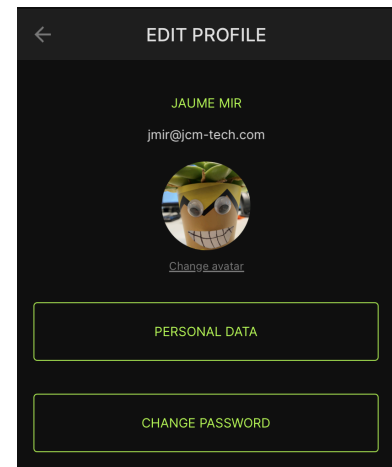 EDIT PROFILE
JAUME MIR
jmir@jcm-tech.com
Change avatar
PERSONAL DATA
CHANGE PASSWORD